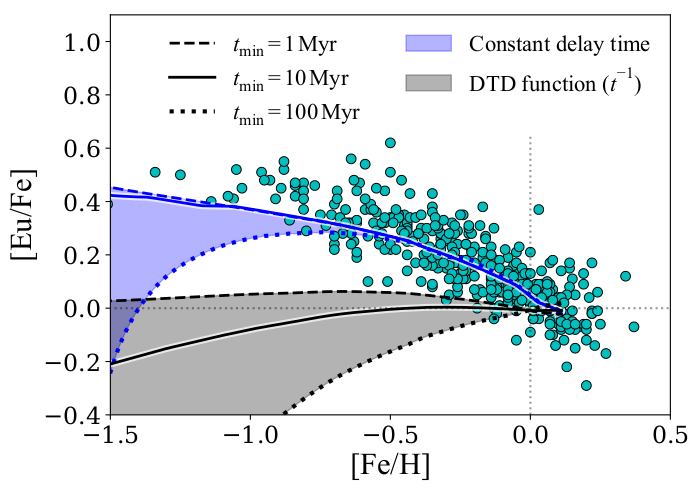 1.0
0.8
0.6
0.4
0.2
0.0
−0.2
−0.4
[Eu/Fe]
t_min = 1 Myr
t_min = 10 Myr
t_min = 100 Myr
Constant delay time
DTD function (t⁻¹)
−1.5 −1.0 −0.5 0.0 0.5
[Fe/H]